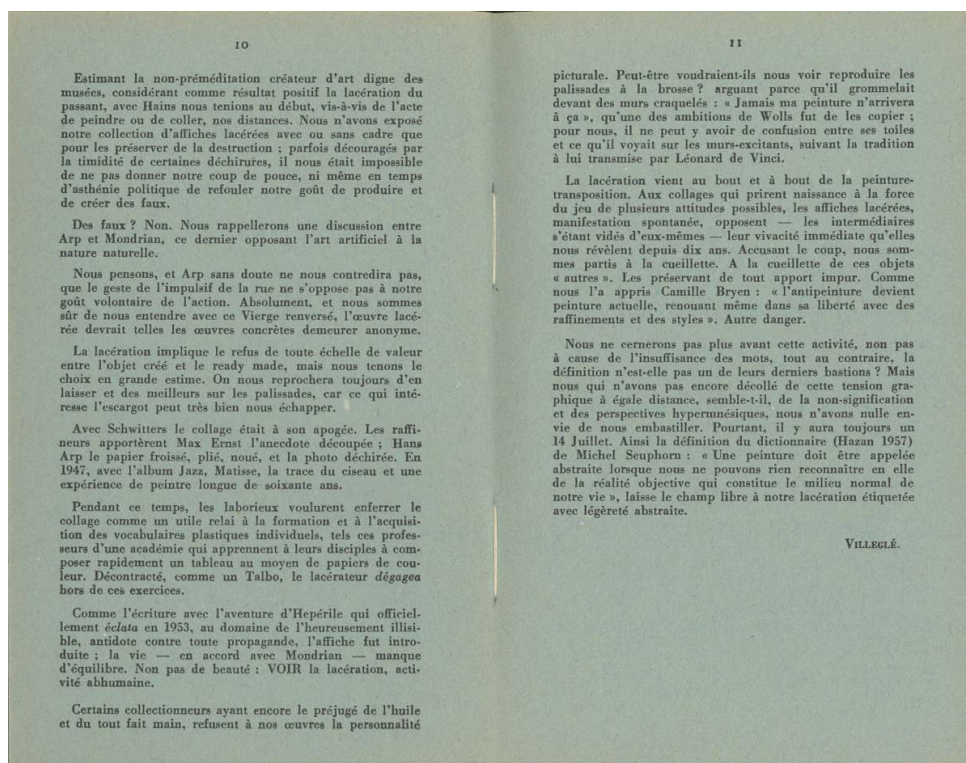 10
Estimant la non-préméditation créateur d'art digne des
musées, considérant comme résultat positif la lacération du
passant, avec Hains nous tenions au début, vis-à-vis de l'acte
de peindre ou de coller, nos distances. Nous n'avons exposé
notre collection d'affiches lacérées avec ou sans cadre que
pour les préserver de la destruction ; parfois découragés par
la timidité de certaines déchirures, il nous était impossible
de ne pas donner notre coup de pouce, ni même en temps
d'asthénie politique de refouler notre goût de produire et
de créer des faux.
Des faux ? Non. Nous rappellerons une discussion entre
Arp et Mondrian, ce dernier opposant l'art artificiel à la
nature naturelle.
Nous pensons, et Arp sans doute ne nous contredira pas,
que le geste de l'impulsif de la rue ne s'oppose pas à notre
goût volontaire de l'action. Absolument, et nous sommes
sûr de nous entendre avec ce Vierge renversé, l'œuvre lacé-
rée devrait telles les œuvres concrètes demeurer anonyme.
La lacération implique le refus de toute échelle de valeur
entre l'objet créé et le ready made, mais nous tenons le
choix en grande estime. On nous reprochera toujours d'en
laisser et des meilleurs sur les palissades, car ce qui inté-
resse l'escargot peut très bien nous échapper.
Avec Schwitters le collage était à son apogée. Les raffi-
neurs apportèrent Max Ernst l'anecdote découpée ; Hans
Arp le papier froissé, plié, noué, et la photo déchirée. En
1947, avec l'album Jazz, Matisse, la trace du ciseau et une
expérience de peintre longue de soixante ans.
Pendant ce temps, les laborieux voulurent enferrer le
collage comme un utile relai à la formation et à l'acquisi-
tion des vocabulaires plastiques individuels, tels ces profes-
seurs d'une académie qui apprennent à leurs disciples à com-
poser rapidement un tableau au moyen de papiers de cou-
leur. Décontracté, comme un Talbo, le lacérateur dégagea
hors de ces exercices.
Comme l'écriture avec l'aventure d'Hepérile qui officiel-
lement éclata en 1953, au domaine de l'heureusement illisi-
ble, antidote contre toute propagande, l'affiche fut intro-
duite ; la vie — en accord avec Mondrian — manque
d'équilibre. Non pas de beauté : VOIR la lacération, acti-
vité abhumaine.
Certains collectionneurs ayant encore le préjugé de l'huile
et du tout fait main, refusent à nos œuvres la personnalité
11
picturale. Peut-être voudraient-ils nous voir reproduire les
palissades à la brosse ? arguant parce qu'il grommelait
devant des murs craquelés : « Jamais ma peinture n'arrivera
à ça », qu'une des ambitions de Wolls fut de les copier ;
pour nous, il ne peut y avoir de confusion entre ses toiles
et ce qu'il voyait sur les murs-excitants, suivant la tradition
à lui transmise par Léonard de Vinci.
La lacération vient au bout et à bout de la peinture-
transposition. Aux collages qui prirent naissance à la force
du jeu de plusieurs attitudes possibles, les affiches lacérées,
manifestation spontanée, opposent — les intermédiaires
s'étant vidés d'eux-mêmes — leur vivacité immédiate qu'elles
nous révèlent depuis dix ans. Accusant le coup, nous som-
mes partis à la cueillette. A la cueillette de ces objets
« autres ». Les préservant de tout apport impur. Comme
nous l'a appris Camille Bryen : « l'antipeinture devient
peinture actuelle, renouant même dans sa liberté avec des
raffinements et des styles ». Autre danger.
Nous ne cernerons pas plus avant cette activité, non pas
à cause de l'insuffisance des mots, tout au contraire, la
définition n'est-elle pas un de leurs derniers bastions ? Mais
nous qui n'avons pas encore décollé de cette tension gra-
phique à égale distance, semble-t-il, de la non-signification
et des perspectives hypermnésiques, nous n'avons nulle en-
vie de nous embastiller. Pourtant, il y aura toujours un
14 Juillet. Ainsi la définition du dictionnaire (Hazan 1957)
de Michel Seuphorn : « Une peinture doit être appelée
abstraite lorsque nous ne pouvons rien reconnaître en elle
de la réalité objective qui constitue le milieu normal de
notre vie », laisse le champ libre à notre lacération étiquetée
avec légèreté abstraite.
VILLEGLÉ.